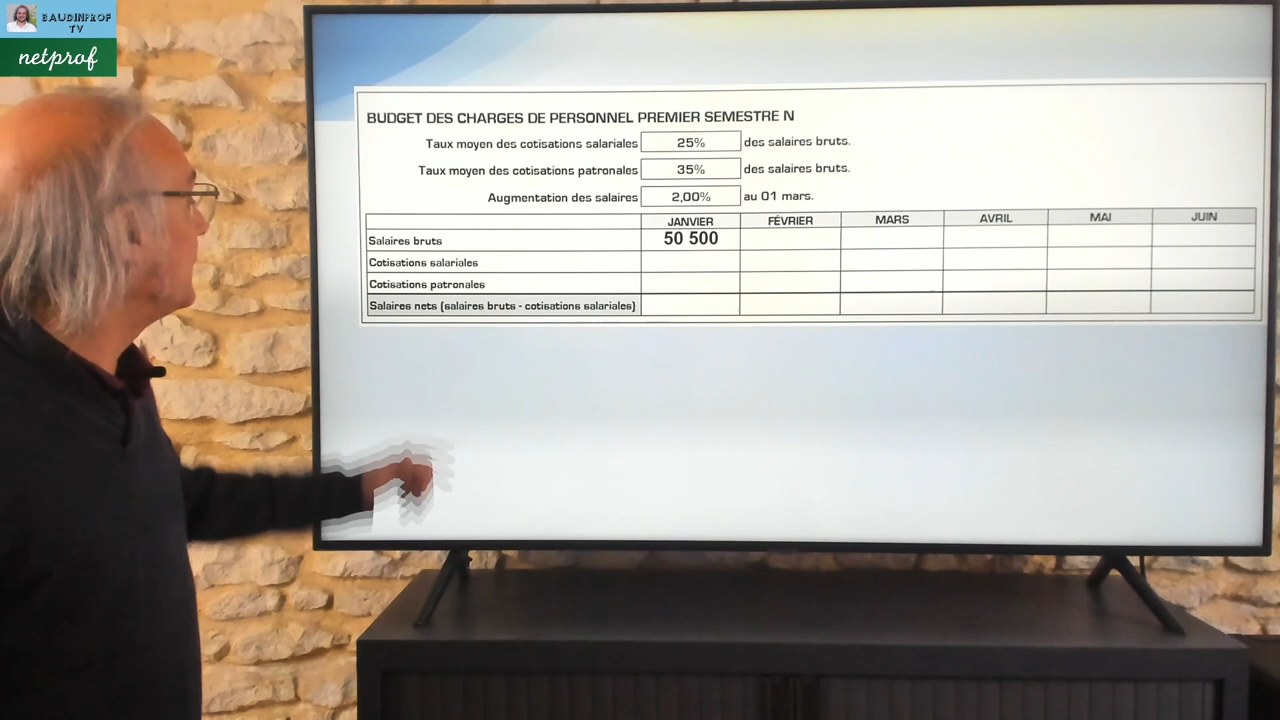 BAUDINPROF
TV
netprof
BUDGET DES CHARGES DE PERSONNEL PREMIER SEMESTRE N
Taux moyen des cotisations salariales 25% des salaires bruts.
Taux moyen des cotisations patronales 35% des salaires bruts.
Augmentation des salaires 2,00% au 01 mars.
JANVIER FÉVRIER MARS AVRIL MAI JUIN
Salaires bruts 50 500
Cotisations salariales
Cotisations patronales
Salaires nets (salaires bruts - cotisations salariales)